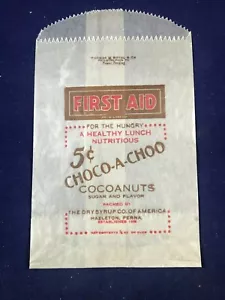 FIRST AID
FOR THE HUNGRY
A HEALTHY LUNCH
NUTRITIOUS
5¢
CHOCO-A-CHOO
COCOANUTS
SUGAR AND FLAVOR
PACKED BY
THE DRY SYRUP CO. OF AMERICA
HAZLETON, PENNA.